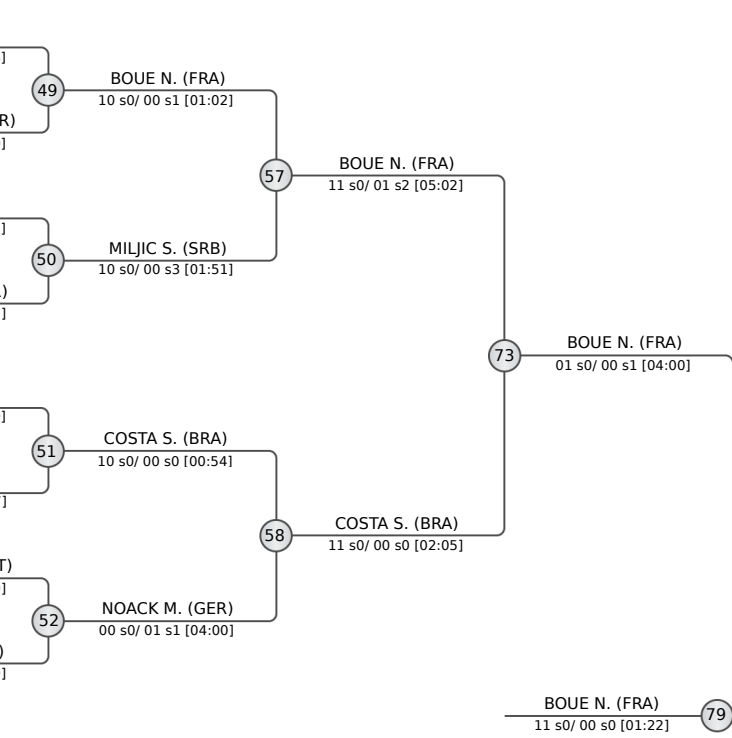 ]
49
BOUE N. (FRA)
10 s0/ 00 s1 [01:02]
R)
]
57
BOUE N. (FRA)
11 s0/ 01 s2 [05:02]
]
50
MILJIC S. (SRB)
10 s0/ 00 s3 [01:51]
)
]
73
BOUE N. (FRA)
01 s0/ 00 s1 [04:00]
]
51
COSTA S. (BRA)
10 s0/ 00 s0 [00:54]
]
58
COSTA S. (BRA)
11 s0/ 00 s0 [02:05]
T)
]
52
NOACK M. (GER)
00 s0/ 01 s1 [04:00]
)
]
BOUE N. (FRA)
11 s0/ 00 s0 [01:22]
79